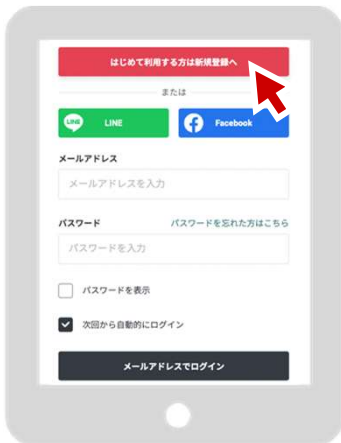 はじめて利用する方は新規登録へ
または
LINE LINE
Facebook
メールアドレス
メールアドレスを入力
パスワード パスワードを忘れた方はこちら
パスワードを入力
パスワードを表示
次回から自動的にログイン
メールアドレスでログイン